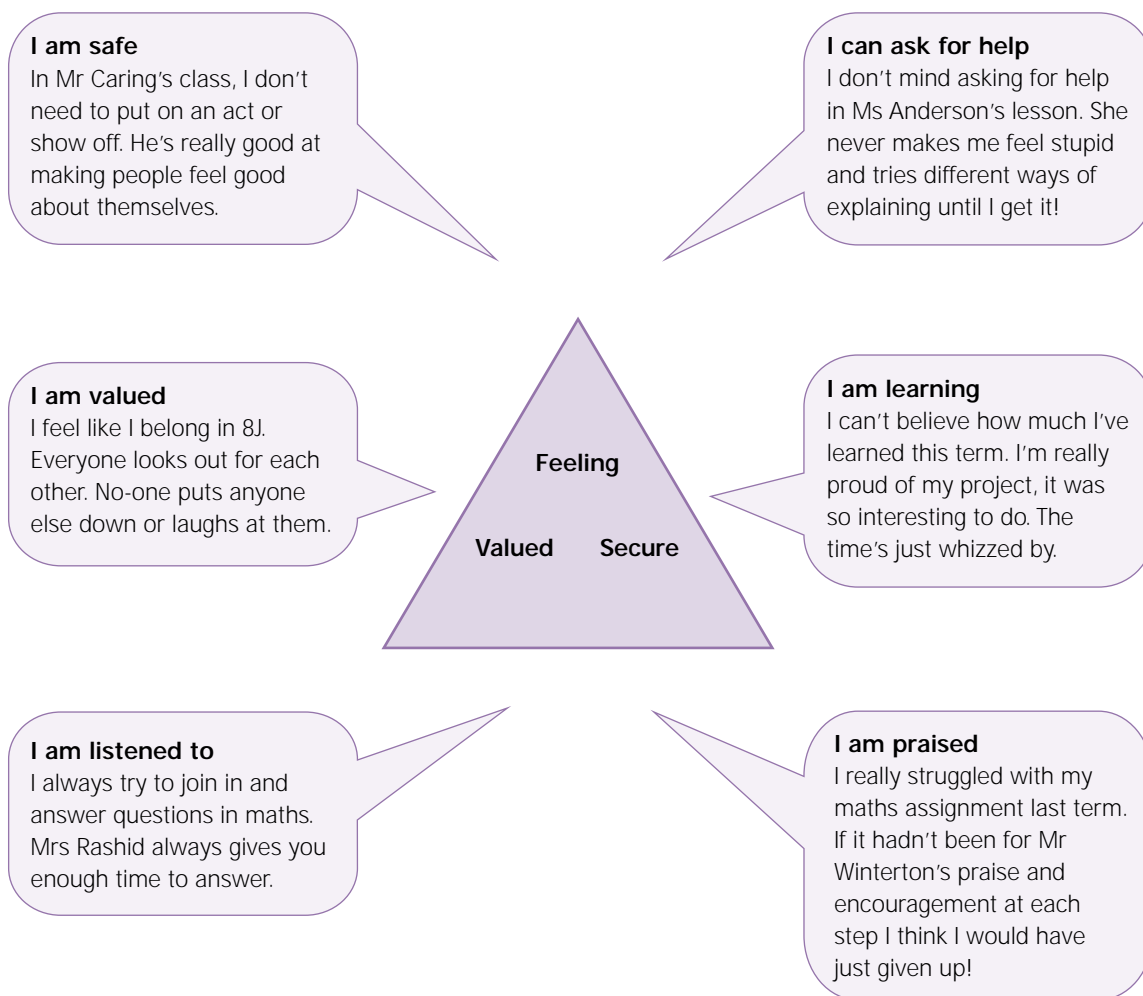 I am safe
In Mr Caring's class, I don't
need to put on an act or
show off. He's really good at
making people feel good
about themselves.
I can ask for help
I don't mind asking for help
in Ms Anderson's lesson. She
never makes me feel stupid
and tries different ways of
explaining until I get it!
I am valued
I feel like I belong in 8J.
Everyone looks out for each
other. No-one puts anyone
else down or laughs at them.
Feeling
Valued Secure
I am learning
I can't believe how much I've
learned this term. I'm really
proud of my project, it was
so interesting to do. The
time's just whizzed by.
I am listened to
I always try to join in and
answer questions in maths.
Mrs Rashid always gives you
enough time to answer.
I am praised
I really struggled with my
maths assignment last term.
If it hadn't been for Mr
Winterton's praise and
encouragement at each
step I think I would have
just given up!